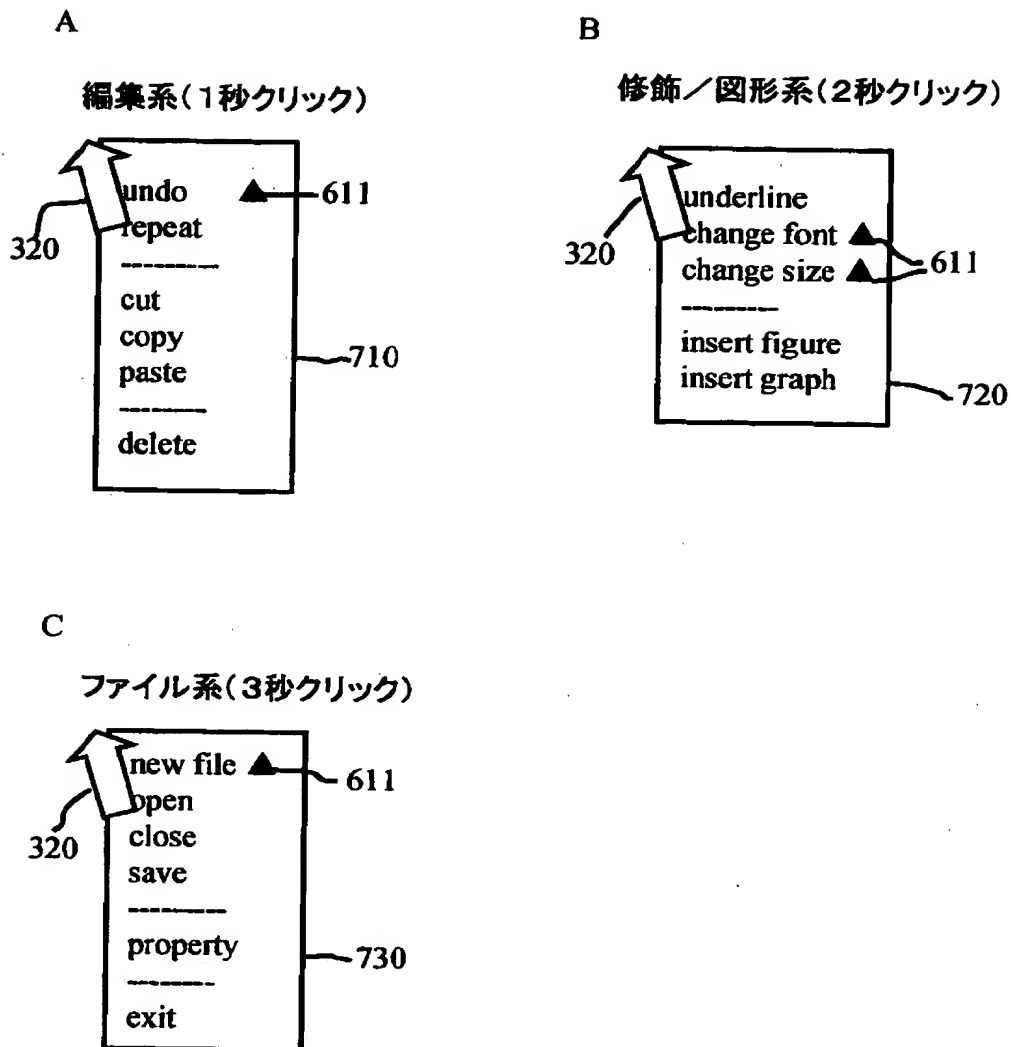 A
編集系(1秒クリック)
undo ▲ 611
320
repeat
---------
cut
copy
710
paste
---------
delete
B
修飾/図形系(2秒クリック)
underline
320
change font ▲
611
change size ▲
---------
insert figure
insert graph
720
C
ファイル系(3秒クリック)
new file ▲ 611
open
320
close
save
---------
property
730
---------
exit